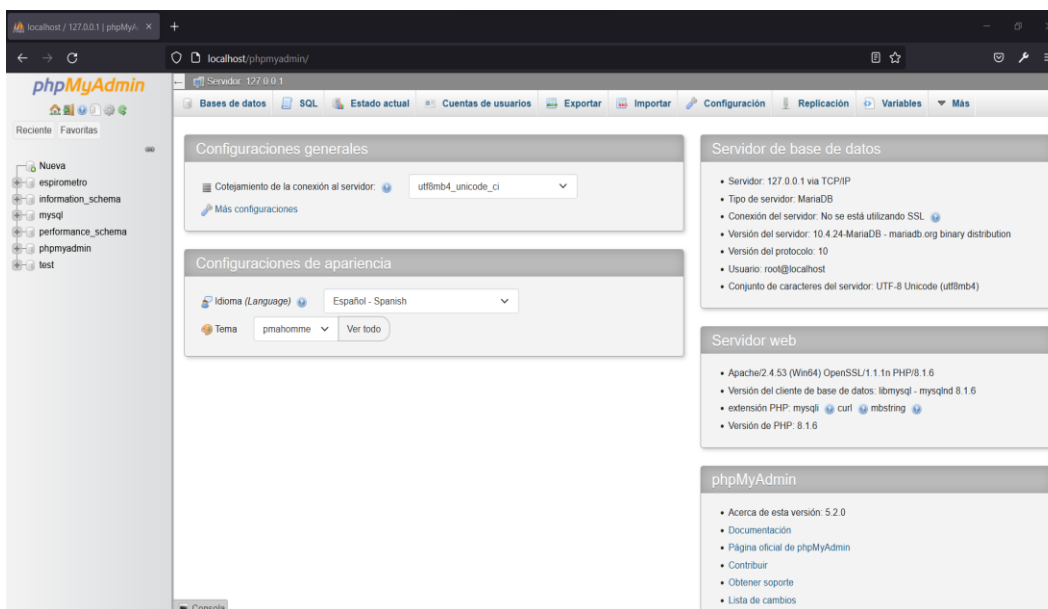 localhost / 127.0.0.1 | phpMyA
localhost/phpmyadmin/
phpMyAdmin
Reciente Favoritas
Nueva
espirometro
information_schema
mysql
performance_schema
phpmyadmin
test
Servidor: 127.0.0.1
Bases de datos SQL Estado actual Cuentas de usuarios Exportar Importar Configuración Replicación Variables Más
Configuraciones generales
Cotejamiento de la conexión al servidor: utf8mb4_unicode_ci
Más configuraciones
Configuraciones de apariencia
Idioma (Language) Español - Spanish
Tema pmahomme Ver todo
Servidor de base de datos
• Servidor: 127.0.0.1 via TCP/IP
• Tipo de servidor: MariaDB
• Conexión del servidor: No se está utilizando SSL
• Versión del servidor: 10.4.24-MariaDB - mariadb.org binary distribution
• Versión del protocolo: 10
• Usuario: root@localhost
• Conjunto de caracteres del servidor: UTF-8 Unicode (utf8mb4)
Servidor web
• Apache/2.4.53 (Win64) OpenSSL/1.1.1n PHP/8.1.6
• Versión del cliente de base de datos: libmysql - mysqlnd 8.1.6
• extensión PHP: mysqli curl mbstring
• Versión de PHP: 8.1.6
phpMyAdmin
• Acerca de esta versión: 5.2.0
• Documentación
• Página oficial de phpMyAdmin
• Contribuir
• Obtener soporte
• Lista de cambios
Consola